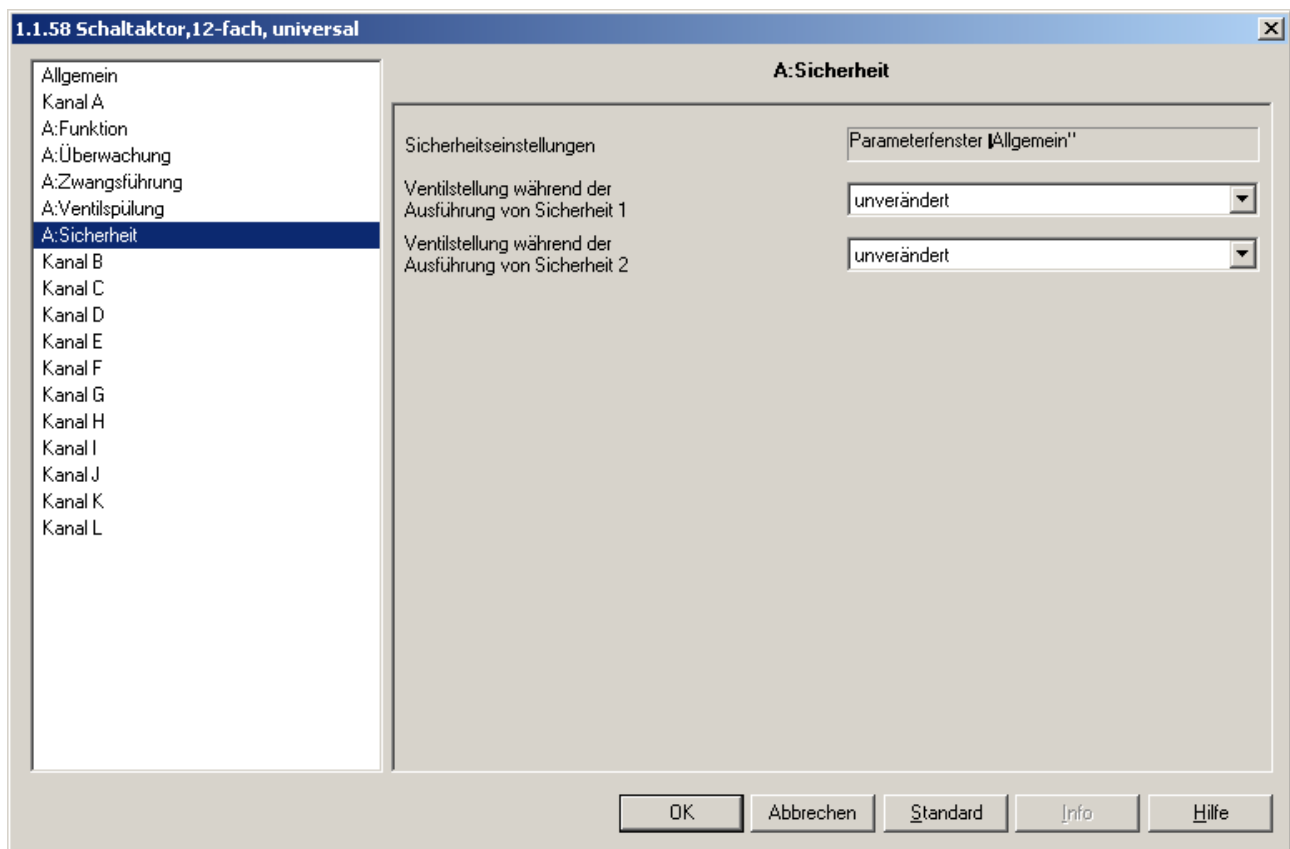 1.1.58 Schaltaktor,12-fach, universal
Allgemein
Kanal A
A:Funktion
A:Überwachung
A:Zwangsführung
A:Ventilspülung
A:Sicherheit
Kanal B
Kanal C
Kanal D
Kanal E
Kanal F
Kanal G
Kanal H
Kanal I
Kanal J
Kanal K
Kanal L
A:Sicherheit
Sicherheitseinstellungen
Parameterfenster "Allgemein"
Ventilstellung während der
Ausführung von Sicherheit 1
unverändert
Ventilstellung während der
Ausführung von Sicherheit 2
unverändert
OK
Abbrechen
Standard
Info
Hilfe